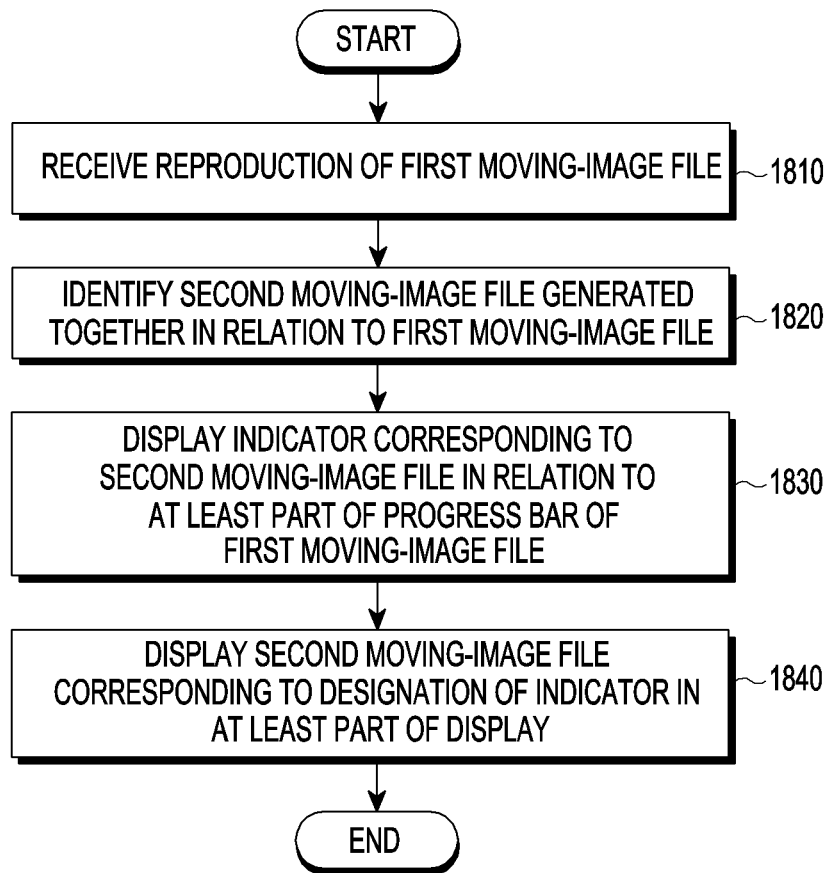 START
RECEIVE REPRODUCTION OF FIRST MOVING-IMAGE FILE
1810
IDENTIFY SECOND MOVING-IMAGE FILE GENERATED
TOGETHER IN RELATION TO FIRST MOVING-IMAGE FILE
1820
DISPLAY INDICATOR CORRESPONDING TO
SECOND MOVING-IMAGE FILE IN RELATION TO
AT LEAST PART OF PROGRESS BAR OF
FIRST MOVING-IMAGE FILE
1830
DISPLAY SECOND MOVING-IMAGE FILE
CORRESPONDING TO DESIGNATION OF INDICATOR IN
AT LEAST PART OF DISPLAY
1840
END